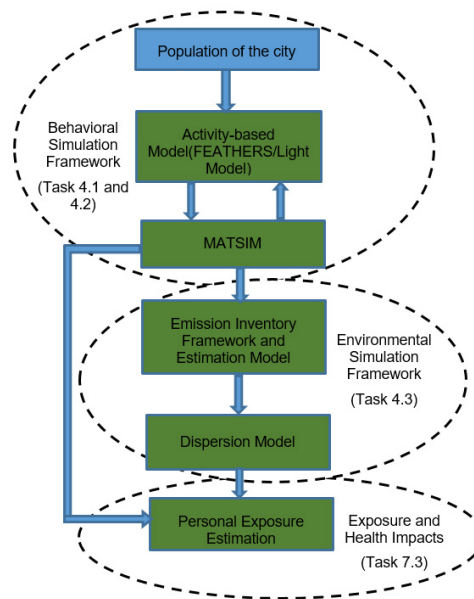 Population of the city
Behavioral
Simulation
Framework
(Task 4.1 and
4.2)
Activity-based
Model(FEATHERS/Light
Model)
MATSIM
Emission Inventory
Framework and
Estimation Model
Environmental
Simulation
Framework
(Task 4.3)
Dispersion Model
Personal Exposure
Estimation
Exposure and
Health Impacts
(Task 7.3)